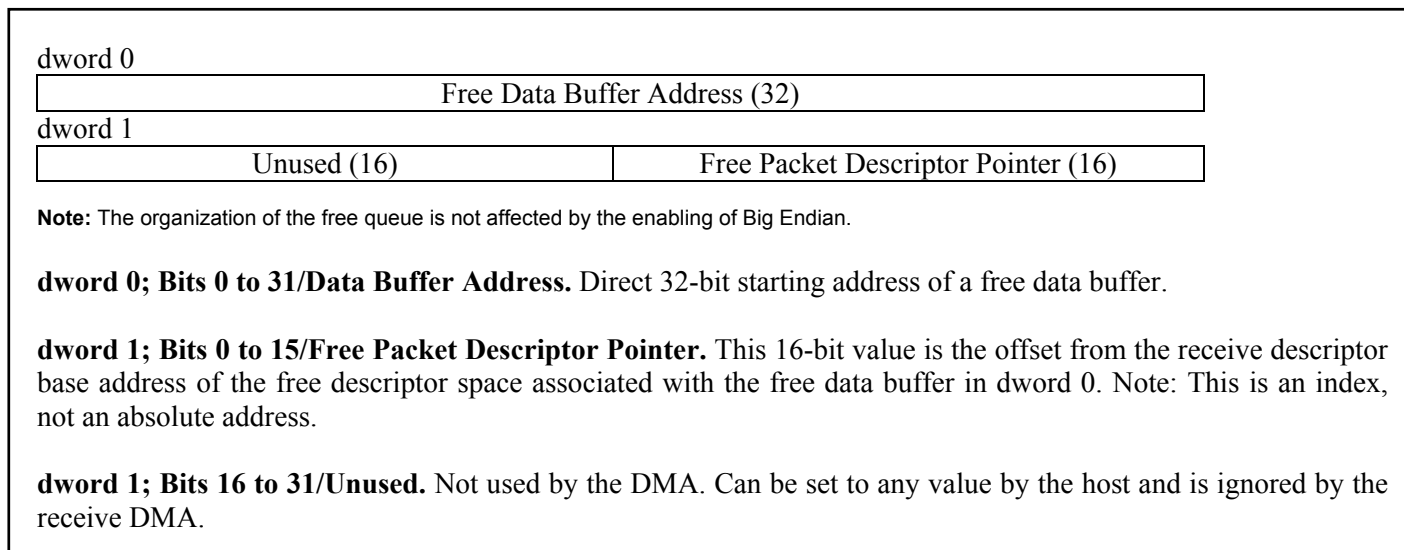 dword 0
Free Data Buffer Address (32)
dword 1
Unused (16) Free Packet Descriptor Pointer (16)
Note: The organization of the free queue is not affected by the enabling of Big Endian.
dword 0; Bits 0 to 31/Data Buffer Address. Direct 32-bit starting address of a free data buffer.
dword 1; Bits 0 to 15/Free Packet Descriptor Pointer. This 16-bit value is the offset from the receive descriptor
base address of the free descriptor space associated with the free data buffer in dword 0. Note: This is an index,
not an absolute address.
dword 1; Bits 16 to 31/Unused. Not used by the DMA. Can be set to any value by the host and is ignored by the
receive DMA.